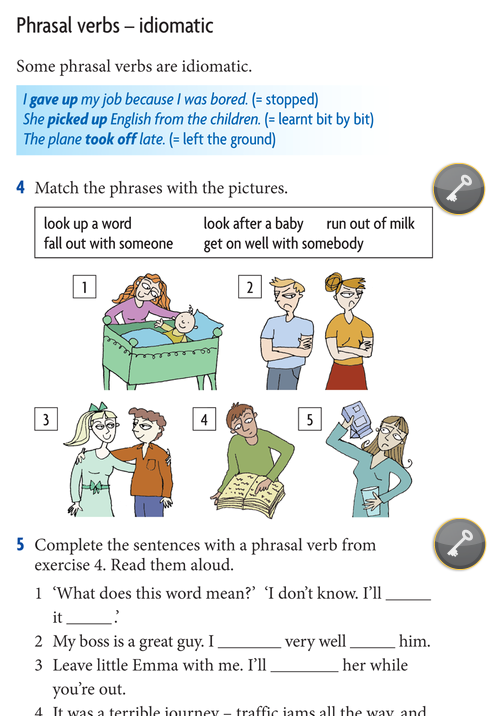 Phrasal verbs – idiomatic
Some phrasal verbs are idiomatic.
I gave up my job because I was bored. (= stopped)
She picked up English from the children. (= learnt bit by bit)
The plane took off late. (= left the ground)
4 Match the phrases with the pictures.
look up a word look after a baby run out of milk
fall out with someone get on well with somebody
1
2
3
4
5
5 Complete the sentences with a phrasal verb from
exercise 4. Read them aloud.
1 ‘What does this word mean?’ ‘I don’t know. I’ll ______
it ______.’
2 My boss is a great guy. I ________ very well ______ him.
3 Leave little Emma with me. I’ll _________ her while
you’re out.
4 It was a terrible journey – traffic jams all the way, and